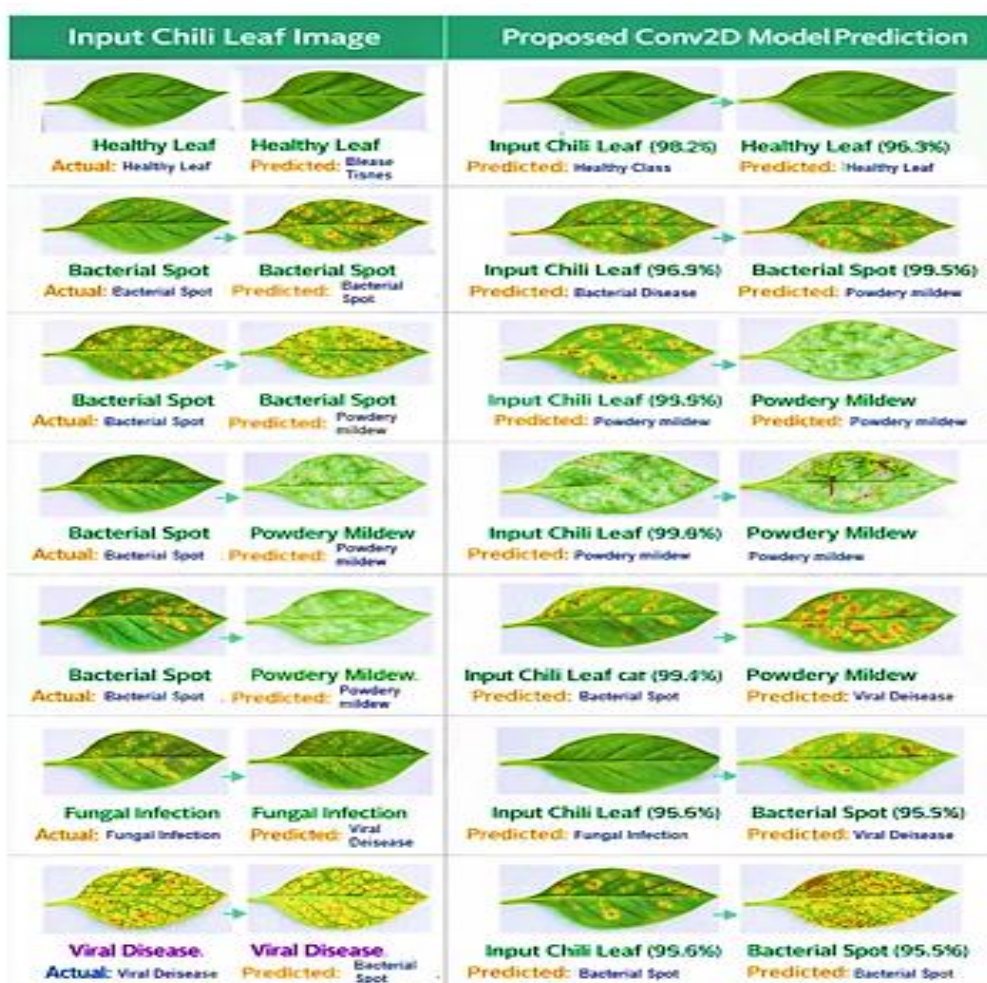 Input Chili Leaf Image
Proposed Conv2D Model Prediction
Healthy Leaf
Healthy Leaf
Input Chili Leaf (98.2%)
Healthy Leaf (96.3%)
Actual: Healthy Leaf
Predicted: Blease
Tisnes
Predicted: Healthy Class
Predicted: Healthy Leaf
Bacterial Spot
Bacterial Spot
Input Chili Leaf (96.9%)
Bacterial Spot (99.5%)
Actual: Bacterial Spot
Predicted: Bacterial
Spot
Predicted: Bacterial Disease
Predicted: Powdery mildew
Bacterial Spot
Bacterial Spot
Input Chili Leaf (99.9%)
Powdery Mildew
Actual: Bacterial Spot
Predicted: Powdery
mildew
Predicted: Powdery mildew
Predicted: Powdery mildew
Bacterial Spot
Powdery Mildew
Input Chili Leaf (99.6%)
Powdery Mildew
Actual: Bacterial Spot
Predicted: Powdery
mildew
Predicted: Powdery mildew
Powdery mildew
Bacterial Spot
Powdery Mildew.
Input Chili Leaf car (99.4%)
Powdery Mildew
Actual: Bacterial Spot
Predicted: Powdery
mildew
Predicted: Bacterial Spot
Predicted: Viral Deisease
Fungal Infection
Fungal Infection
Input Chili Leaf (95.6%)
Bacterial Spot (95.5%)
Actual: Fungal Infection
Predicted: Viral
Deisease
Predicted: Fungal Infection
Predicted: Viral Deisease
Viral Disease.
Viral Disease.
Input Chili Leaf (95.6%)
Bacterial Spot (95.5%)
Actual: Viral Deisease
Predicted: Bacterial
Spot
Predicted: Bacterial Spot
Predicted: Bacterial Spot